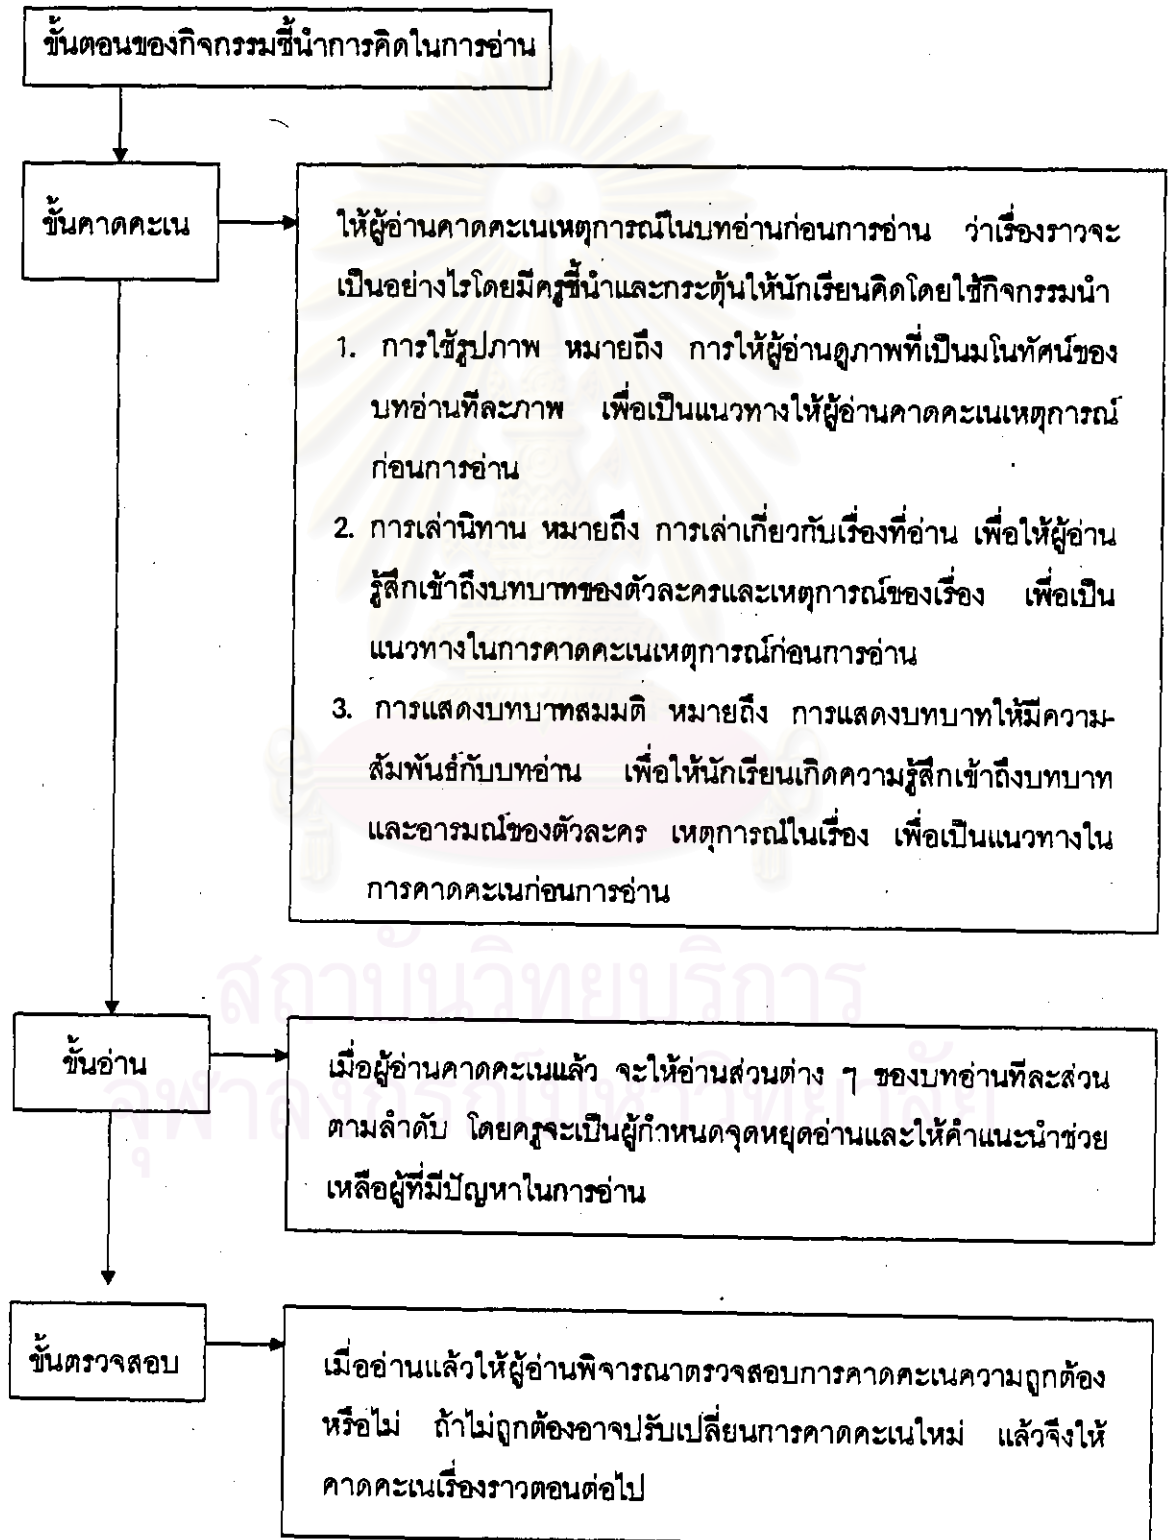 ขั้นตอนของกิจกรรมชี้นำการคิดในการอ่าน
ขั้นคาดคะเน
ให้ผู้อ่านคาดคะเนเหตุการณ์ในบทอ่านก่อนการอ่าน ว่าเรื่องราวจะ
เป็นอย่างไรโดยมีครูชี้นำและกระตุ้นให้นักเรียนคิดโดยใช้กิจกรรมนำ
1. การใช้รูปภาพ หมายถึง การให้ผู้อ่านดูภาพที่เป็นมโนทัศน์ของ
บทอ่านทีละภาพ เพื่อเป็นแนวทางให้ผู้อ่านคาดคะเนเหตุการณ์
ก่อนการอ่าน
2. การเล่านิทาน หมายถึง การเล่าเกี่ยวกับเรื่องที่อ่าน เพื่อให้ผู้อ่าน
รู้สึกเข้าถึงบทบาทของตัวละครและเหตุการณ์ของเรื่อง เพื่อเป็น
แนวทางในการคาดคะเนเหตุการณ์ก่อนการอ่าน
3. การแสดงบทบาทสมมติ หมายถึง การแสดงบทบาทให้มีความ-
สัมพันธ์กับบทอ่าน เพื่อให้นักเรียนเกิดความรู้สึกเข้าถึงบทบาท
และอารมณ์ของตัวละคร เหตุการณ์ในเรื่อง เพื่อเป็นแนวทางใน
การคาดคะเนก่อนการอ่าน
สถาบันวิทยบริการ
จุฬาลงกรณ์มหาวิทยาลัย
ขั้นอ่าน
เมื่อผู้อ่านคาดคะเนแล้ว จะให้อ่านส่วนต่าง ๆ ของบทอ่านทีละส่วน
ตามลำดับ โดยครูจะเป็นผู้กำหนดจุดหยุดอ่านและให้คำแนะนำช่วย
เหลือผู้ที่มีปัญหาในการอ่าน
ขั้นตรวจสอบ
เมื่ออ่านแล้วให้ผู้อ่านพิจารณาตรวจสอบการคาดคะเนความถูกต้อง
หรือไม่ ถ้าไม่ถูกต้องอาจปรับเปลี่ยนการคาดคะเนใหม่ แล้วจึงให้
คาดคะเนเรื่องราวตอนต่อไป